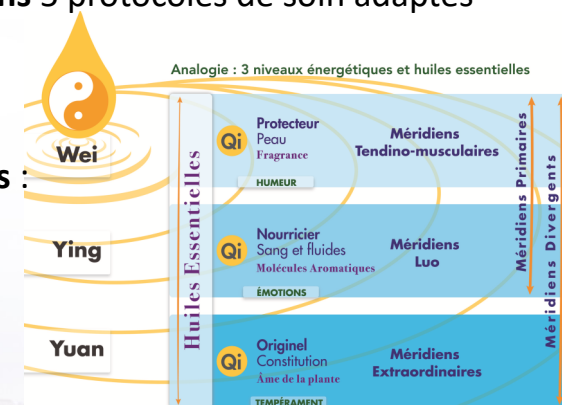 ns 3 protocoles de soin adaptés
Analogie : 3 niveaux énergétiques et huiles essentielles
s :
Wei
Ying
Yuan
Huiles Essentielles
Qi
Protecteur
Peau
Fragrance
HUMEUR
Méridiens
Tendino-musculaires
Qi
Nourricier
Sang et fluides
Molécules Aromatiques
ÉMOTIONS
Méridiens
Luo
Qi
Originel
Constitution
Âme de la plante
TEMPÉRAMENT
Méridiens
Extraordinaires
Méridiens Primaires
Méridiens Divergents